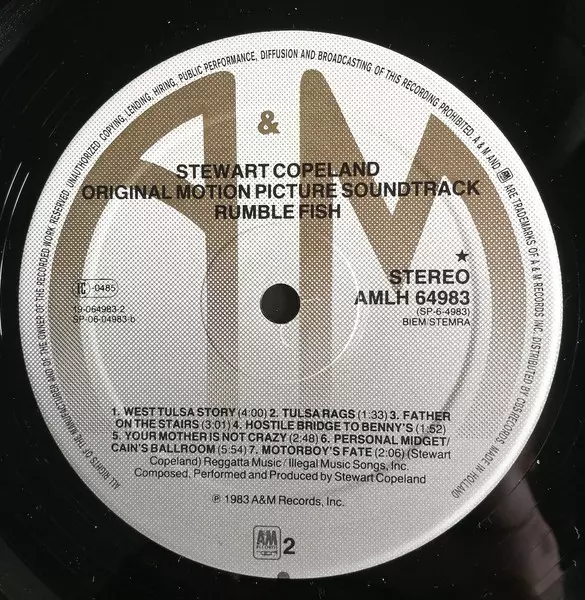 ALL RIGHTS OF THE MANUFACTURER AND OF THE OWNER OF THE RECORDED WORK RESERVED. UNAUTHORIZED COPYING, LENDING, HIRING, PUBLIC PERFORMANCE, DIFFUSION AND BROADCASTING OF THIS RECORDING PROHIBITED. A & M AND AM ARE TRADEMARKS OF A & M RECORDS INC. DISTRIBUTED BY CBS RECORDS. MADE IN HOLLAND
A & M
STEWART COPELAND
ORIGINAL MOTION PICTURE SOUNDTRACK
RUMBLE FISH
★
STEREO
AMLH 64983
(SP-6-4983)
BIEM STEMRA
LC-0485
19-064983-2
SP-06-04983-b
1. WEST TULSA STORY (4:00) 2. TULSA RAGS (1:33) 3. FATHER
ON THE STAIRS (3:01) 4. HOSTILE BRIDGE TO BENNY'S (1:52)
5. YOUR MOTHER IS NOT CRAZY (2:48) 6. PERSONAL MIDGET/
CAIN'S BALLROOM (5:54) 7. MOTORBOY'S FATE (2:06) (Stewart
Copeland) Reggatta Music / Illegal Music Songs, Inc.
Composed, Performed and Produced by Stewart Copeland
℗ 1983 A&M Records, Inc.
AM
RECORDS
2